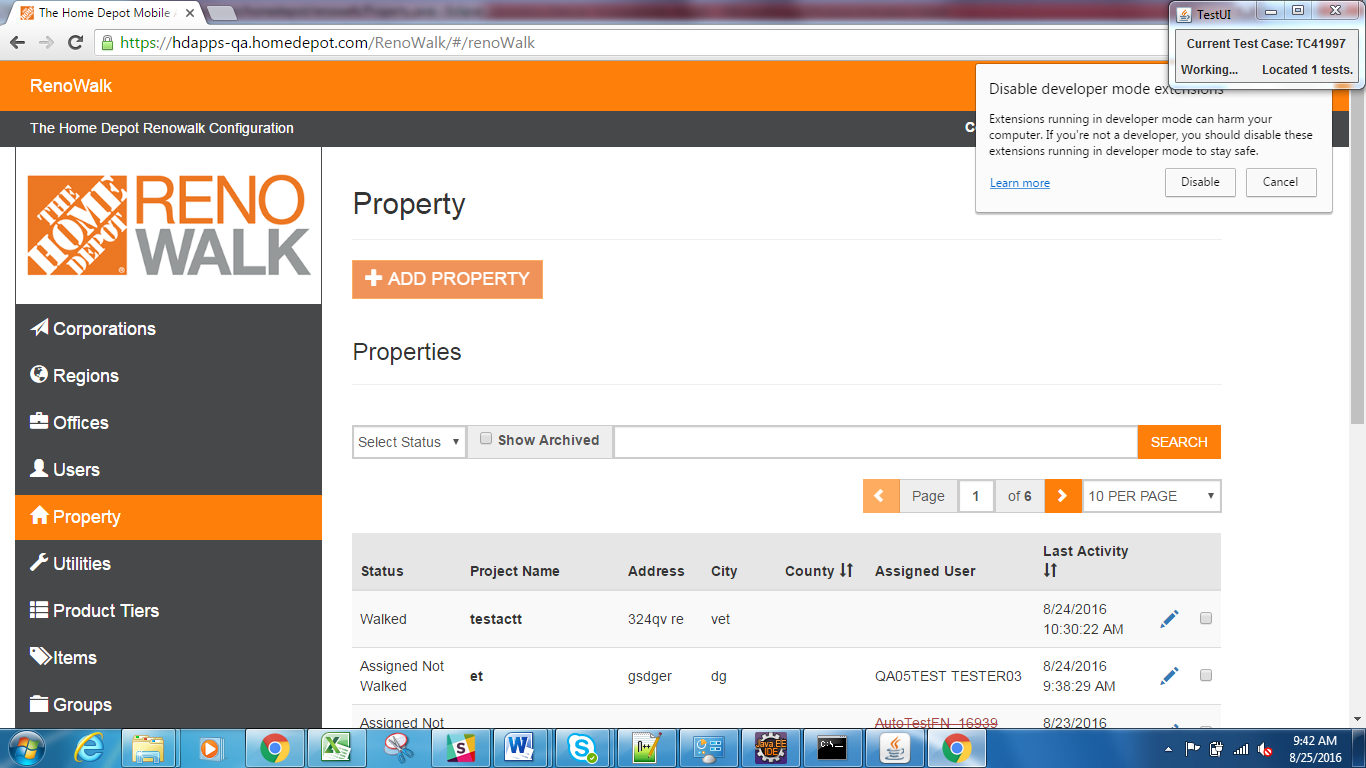 The Home Depot Mobile
TestUI
https://hdapps-qa.homedepot.com/RenoWalk/#/renoWalk
Current Test Case: TC41997
Working... Located 1 tests.
RenoWalk
Disable developer mode extensions
Extensions running in developer mode can harm your
computer. If you're not a developer, you should disable these
extensions running in developer mode to stay safe.
Learn more
Disable
Cancel
The Home Depot Renowalk Configuration
THE HOME DEPOT
RENO
WALK
Property
ADD PROPERTY
Properties
Corporations
Regions
Offices
Users
Property
Utilities
Product Tiers
Items
Groups
Select Status
Show Archived
SEARCH
Page 1 of 6
10 PER PAGE
Status Project Name Address City County Assigned User Last Activity
Walked testactt 324qv re vet 8/24/2016
10:30:22 AM
Assigned Not
Walked et gsdger dg QA05TEST TESTER03 8/24/2016
9:38:29 AM
Assigned Not AutoTestFN_16939 8/23/2016
9:42 AM
8/25/2016